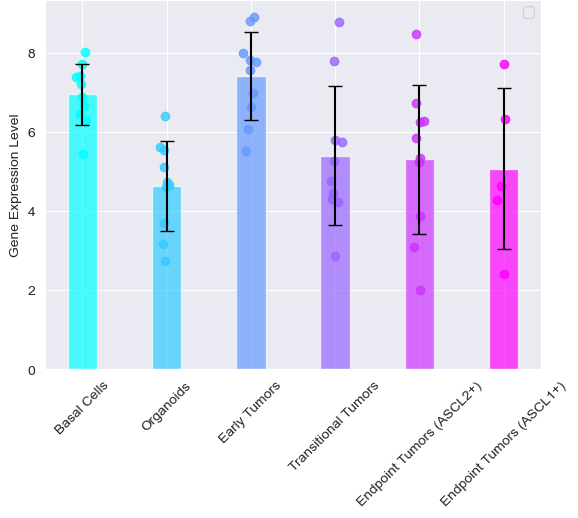 Gene Expression Level
8
6
4
2
0
Basal Cells
Organoids
Early Tumors
Transitional Tumors
Endpoint Tumors (ASCL2+)
Endpoint Tumors (ASCL1+)